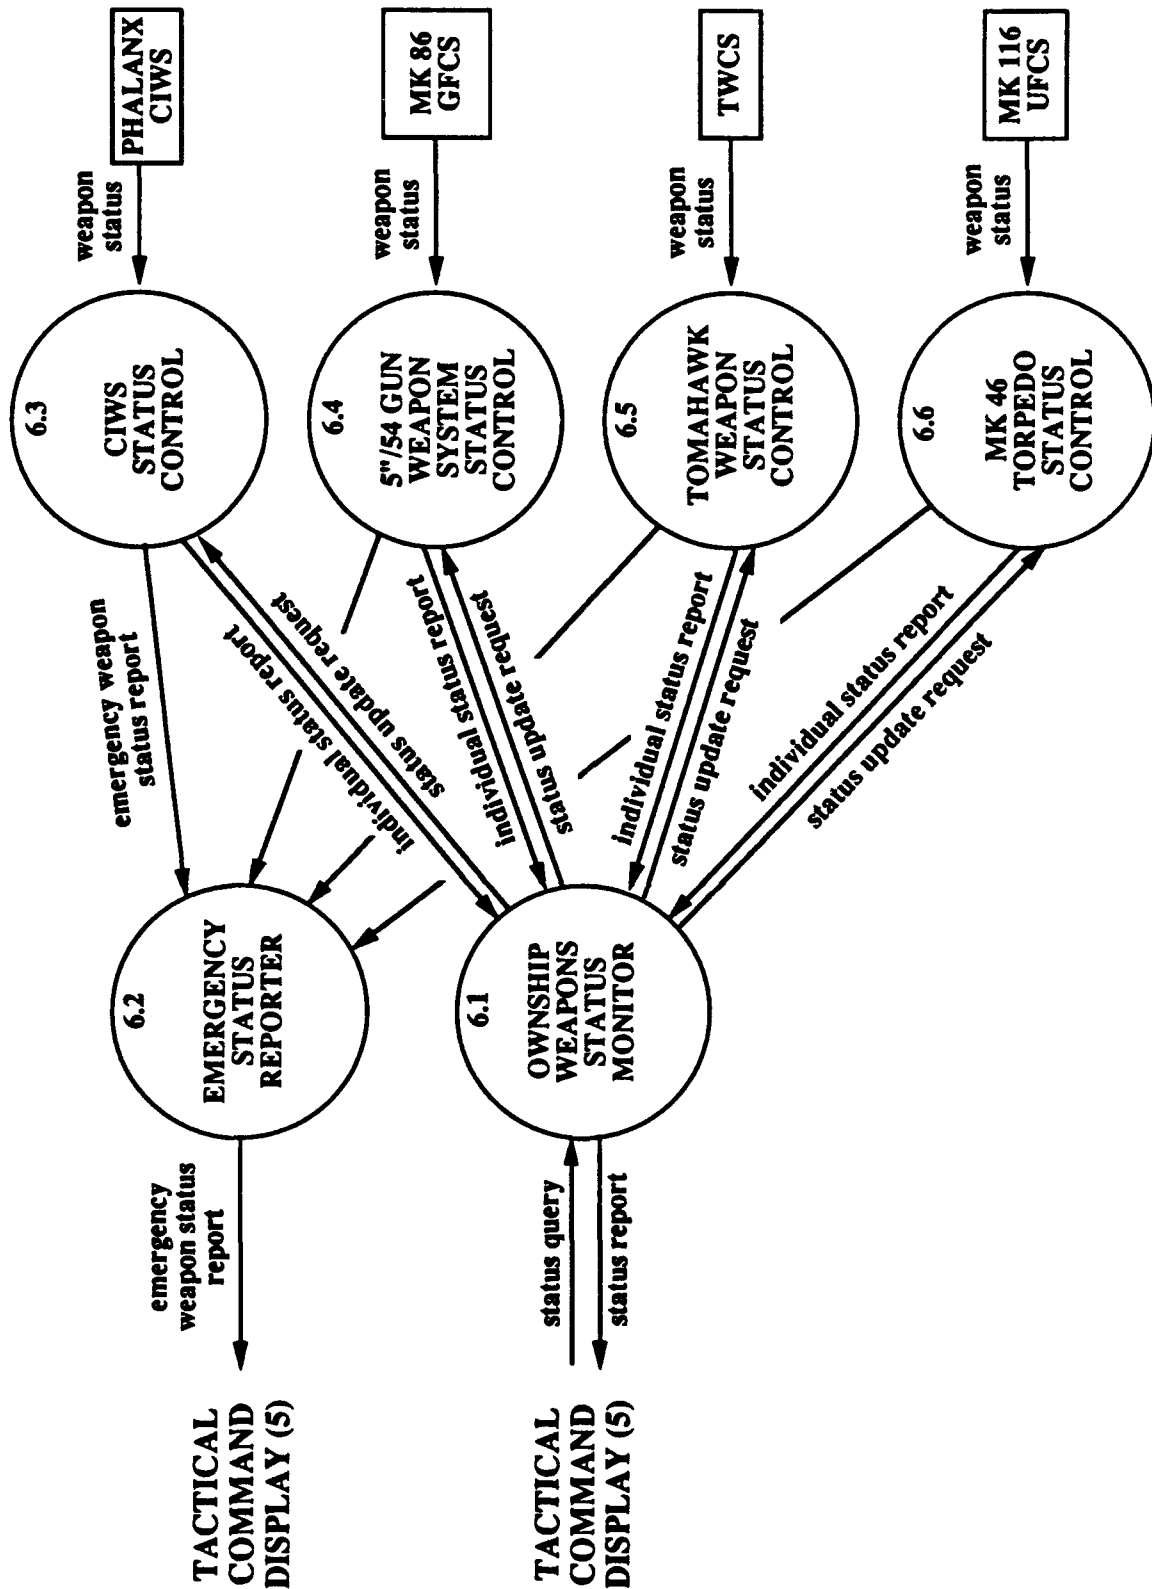 PHALANX
CIWS
MK 86
GFCS
TWCS
MK 116
UFCS
weapon
status
weapon
status
weapon
status
weapon
status
6.3
CIWS
STATUS
CONTROL
6.4
5"/54 GUN
WEAPON
SYSTEM
STATUS
CONTROL
6.5
TOMAHAWK
WEAPON
STATUS
CONTROL
6.6
MK 46
TORPEDO
STATUS
CONTROL
emergency weapon
status report
individual status report
status update request
individual status report
status update request
individual status report
status update request
individual status report
status update request
6.2
EMERGENCY
STATUS
REPORTER
6.1
OWNSHIP
WEAPONS
STATUS
MONITOR
emergency
weapon status
report
status query
status report
TACTICAL
COMMAND
DISPLAY (5)
TACTICAL
COMMAND
DISPLAY (5)